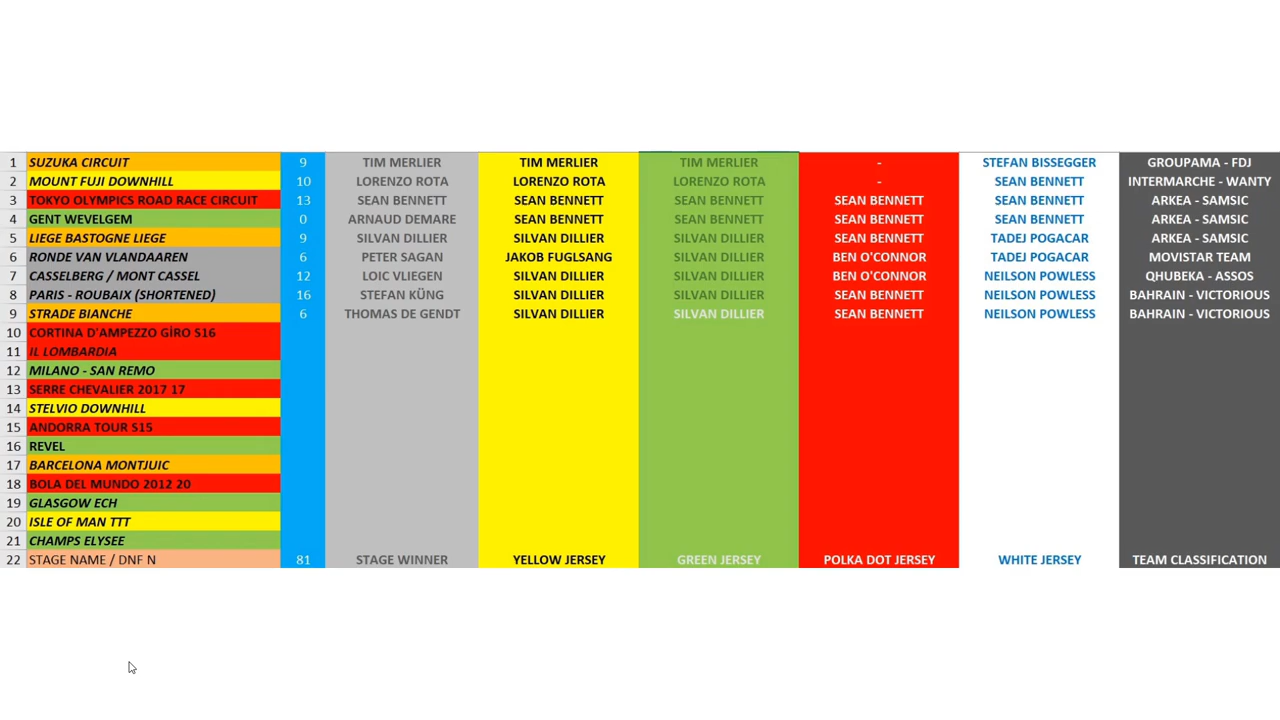 1 SUZUKA CIRCUIT 9 TIM MERLIER TIM MERLIER TIM MERLIER - STEFAN BISSEGGER GROUPAMA - FDJ
2 MOUNT FUJI DOWNHILL 10 LORENZO ROTA LORENZO ROTA LORENZO ROTA - SEAN BENNETT INTERMARCHE - WANTY
3 TOKYO OLYMPICS ROAD RACE CIRCUIT 13 SEAN BENNETT SEAN BENNETT SEAN BENNETT SEAN BENNETT SEAN BENNETT ARKEA - SAMSIC
4 GENT WEVELGEM 0 ARNAUD DEMARE SEAN BENNETT SEAN BENNETT SEAN BENNETT SEAN BENNETT ARKEA - SAMSIC
5 LIEGE BASTOGNE LIEGE 9 SILVAN DILLIER SILVAN DILLIER SILVAN DILLIER SEAN BENNETT TADEJ POGACAR ARKEA - SAMSIC
6 RONDE VAN VLANDAAREN 6 PETER SAGAN JAKOB FUGLSANG SILVAN DILLIER BEN O'CONNOR TADEJ POGACAR MOVISTAR TEAM
7 CASSELBERG / MONT CASSEL 12 LOIC VLIEGEN SILVAN DILLIER SILVAN DILLIER BEN O'CONNOR NEILSON POWLESS QHUBEKA - ASSOS
8 PARIS - ROUBAIX (SHORTENED) 16 STEFAN KÜNG SILVAN DILLIER SILVAN DILLIER SEAN BENNETT NEILSON POWLESS BAHRAIN - VICTORIOUS
9 STRADE BIANCHE 6 THOMAS DE GENDT SILVAN DILLIER SILVAN DILLIER SEAN BENNETT NEILSON POWLESS BAHRAIN - VICTORIOUS
10 CORTINA D'AMPEZZO GİRO S16
11 IL LOMBARDIA
12 MILANO - SAN REMO
13 SERRE CHEVALIER 2017 17
14 STELVIO DOWNHILL
15 ANDORRA TOUR S15
16 REVEL
17 BARCELONA MONTJUIC
18 BOLA DEL MUNDO 2012 20
19 GLASGOW ECH
20 ISLE OF MAN TTT
21 CHAMPS ELYSEE
22 STAGE NAME / DNF N 81 STAGE WINNER YELLOW JERSEY GREEN JERSEY POLKA DOT JERSEY WHITE JERSEY TEAM CLASSIFICATION